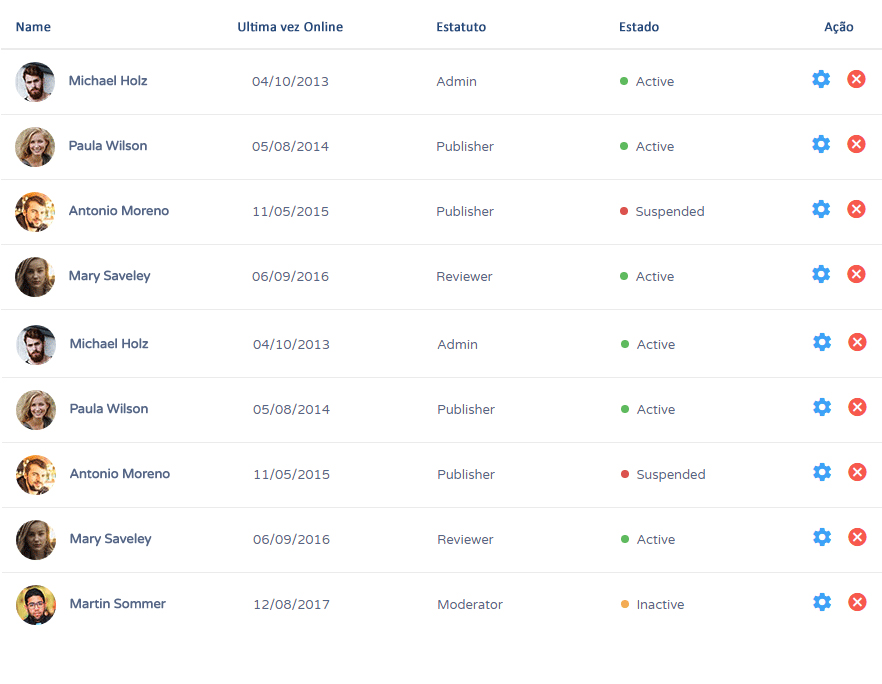 Name Ultima vez Online Estatuto Estado Ação
Michael Holz 04/10/2013 Admin Active
Paula Wilson 05/08/2014 Publisher Active
Antonio Moreno 11/05/2015 Publisher Suspended
Mary Saveley 06/09/2016 Reviewer Active
Michael Holz 04/10/2013 Admin Active
Paula Wilson 05/08/2014 Publisher Active
Antonio Moreno 11/05/2015 Publisher Suspended
Mary Saveley 06/09/2016 Reviewer Active
Martin Sommer 12/08/2017 Moderator Inactive